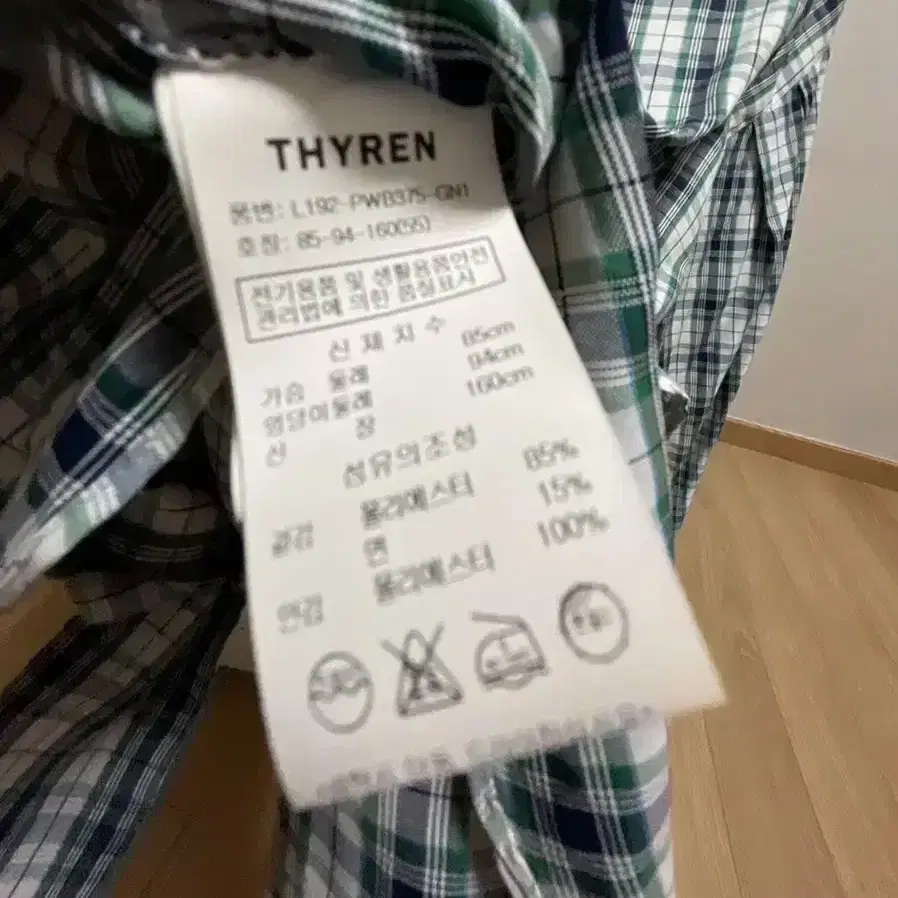 THYREN
품번: L192-PWB375-GN1
호칭: 85-94-160(55)
전기용품 및 생활용품안전
관리법에 의한 품질표시
신 체 치 수
가슴 둘레 85cm
엉덩이둘레 94cm
신 장 160cm
섬유의조성
겉감 폴리에스터 85%
면 15%
안감 폴리에스터 100%